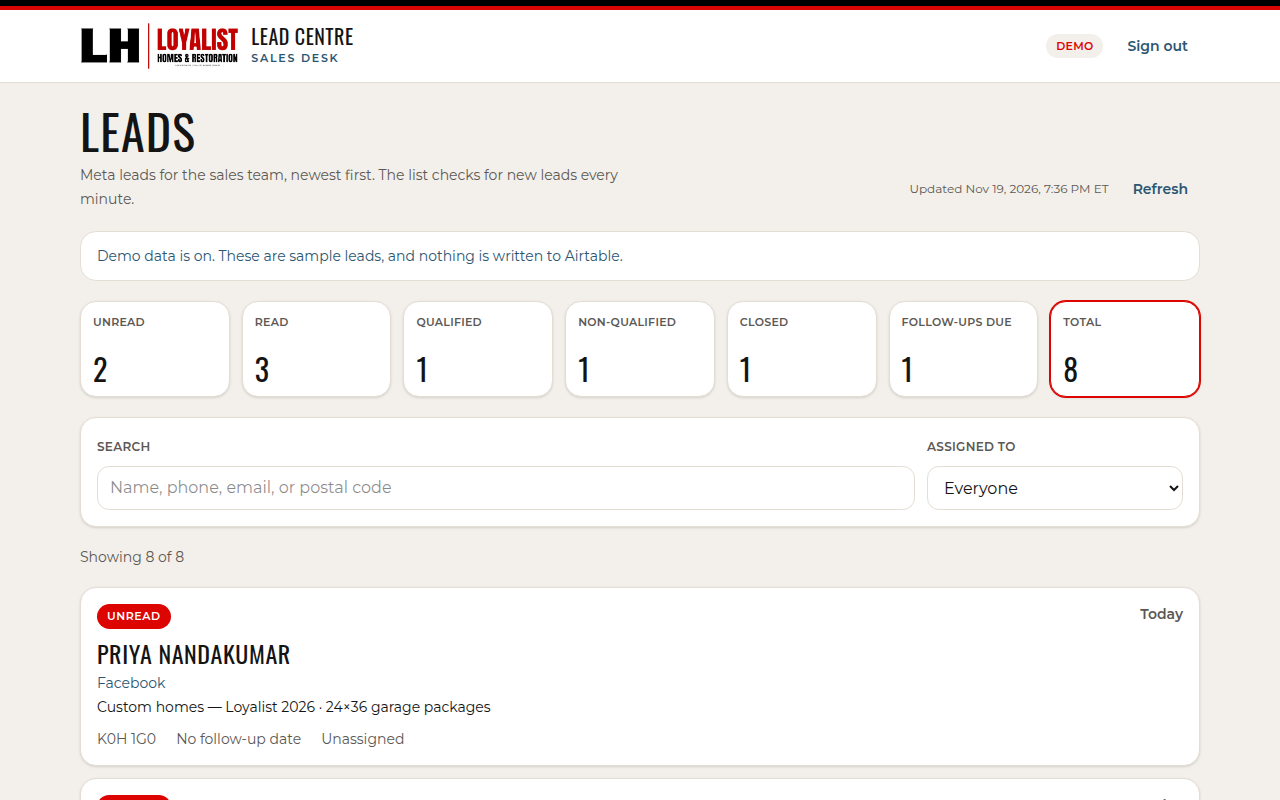 LH LOYALIST
HOMES & RESTORATION
LEAD CENTRE
SALES DESK
DEMO
Sign out
LEADS
Meta leads for the sales team, newest first. The list checks for new leads every
minute.
Updated Nov 19, 2026, 7:36 PM ET
Refresh
Demo data is on. These are sample leads, and nothing is written to Airtable.
UNREAD
2
READ
3
QUALIFIED
1
NON-QUALIFIED
1
CLOSED
1
FOLLOW-UPS DUE
1
TOTAL
8
SEARCH
Name, phone, email, or postal code
ASSIGNED TO
Everyone
Showing 8 of 8
UNREAD
Today
PRIYA NANDAKUMAR
Facebook
Custom homes — Loyalist 2026 · 24×36 garage packages
K0H 1G0 No follow-up date Unassigned